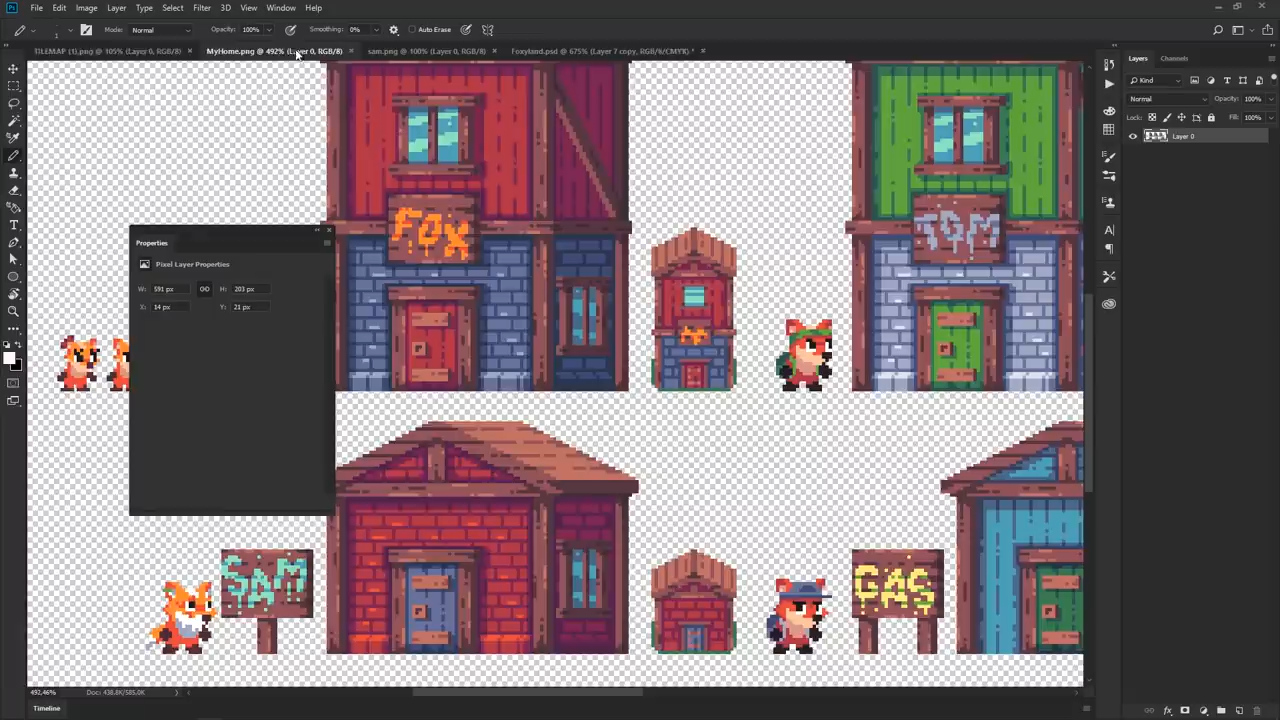 File Edit Image Layer Type Select Filter 3D View Window Help
Mode: Normal Opacity: 100% Smoothing: 0% Auto Erase
TILEMAP (1).png @ 105% (Layer 0, RGB/8) × MyHome.png @ 492% (Layer 0, RGB/8) × sam.png @ 100% (Layer 0, RGB/8) × Foxyland.psd @ 675% (Layer 7 copy, RGB/8/CMYK) * ×
Layers Channels
Kind
Normal Opacity: 100%
Lock: Fill: 100%
Layer 0
FOX
TOM
Properties
Pixel Layer Properties
W: 591 px H: 203 px
X: 14 px Y: 21 px
SAM
GAS
492,46% Doc: 438,8K/585,0K
Timeline